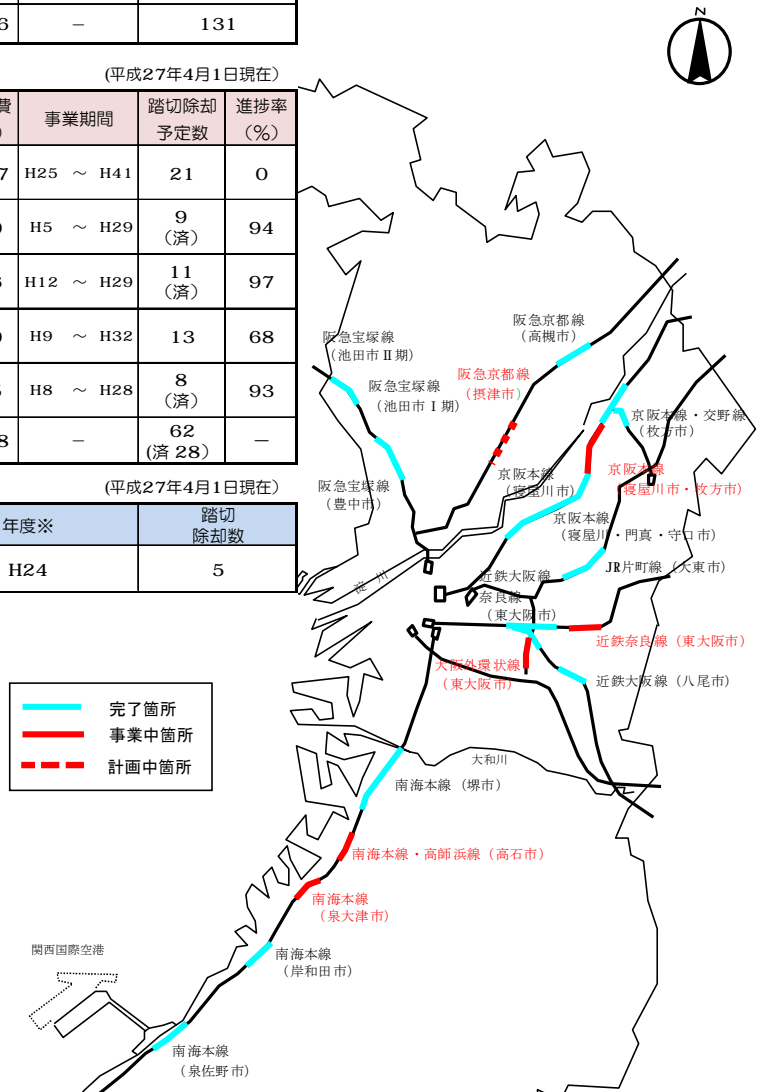 6 － 131
(平成27年4月1日現在)
費 事業期間 踏切除却 進捗率
予定数 (%)
7 H25 ～ H41 21 0
H5 ～ H29 9 94
(済)
H12 ～ H29 11 97
(済)
H9 ～ H32 13 68
H8 ～ H28 8 93
(済)
8 － 62 －
(済 28)
(平成27年4月1日現在)
年度※ 踏切
除却数
H24 5
N
阪急京都線
(高槻市)
阪急宝塚線
(池田市Ⅱ期)
阪急京都線
(摂津市)
阪急宝塚線
(池田市Ⅰ期)
京阪本線・交野線
(枚方市)
京阪本線
(寝屋川市)
京阪本線
(寝屋川市・枚方市)
阪急宝塚線
(豊中市)
京阪本線
(寝屋川・門真・守口市)
JR片町線 (大東市)
近鉄大阪線
奈良線
(東大阪市)
近鉄奈良線 (東大阪市)
大阪外環状線
(東大阪市)
近鉄大阪線 (八尾市)
完了箇所
事業中箇所
計画中箇所
大和川
南海本線 (堺市)
南海本線・高師浜線 (高石市)
南海本線
(泉大津市)
関西国際空港
南海本線
(岸和田市)
南海本線
(泉佐野市)